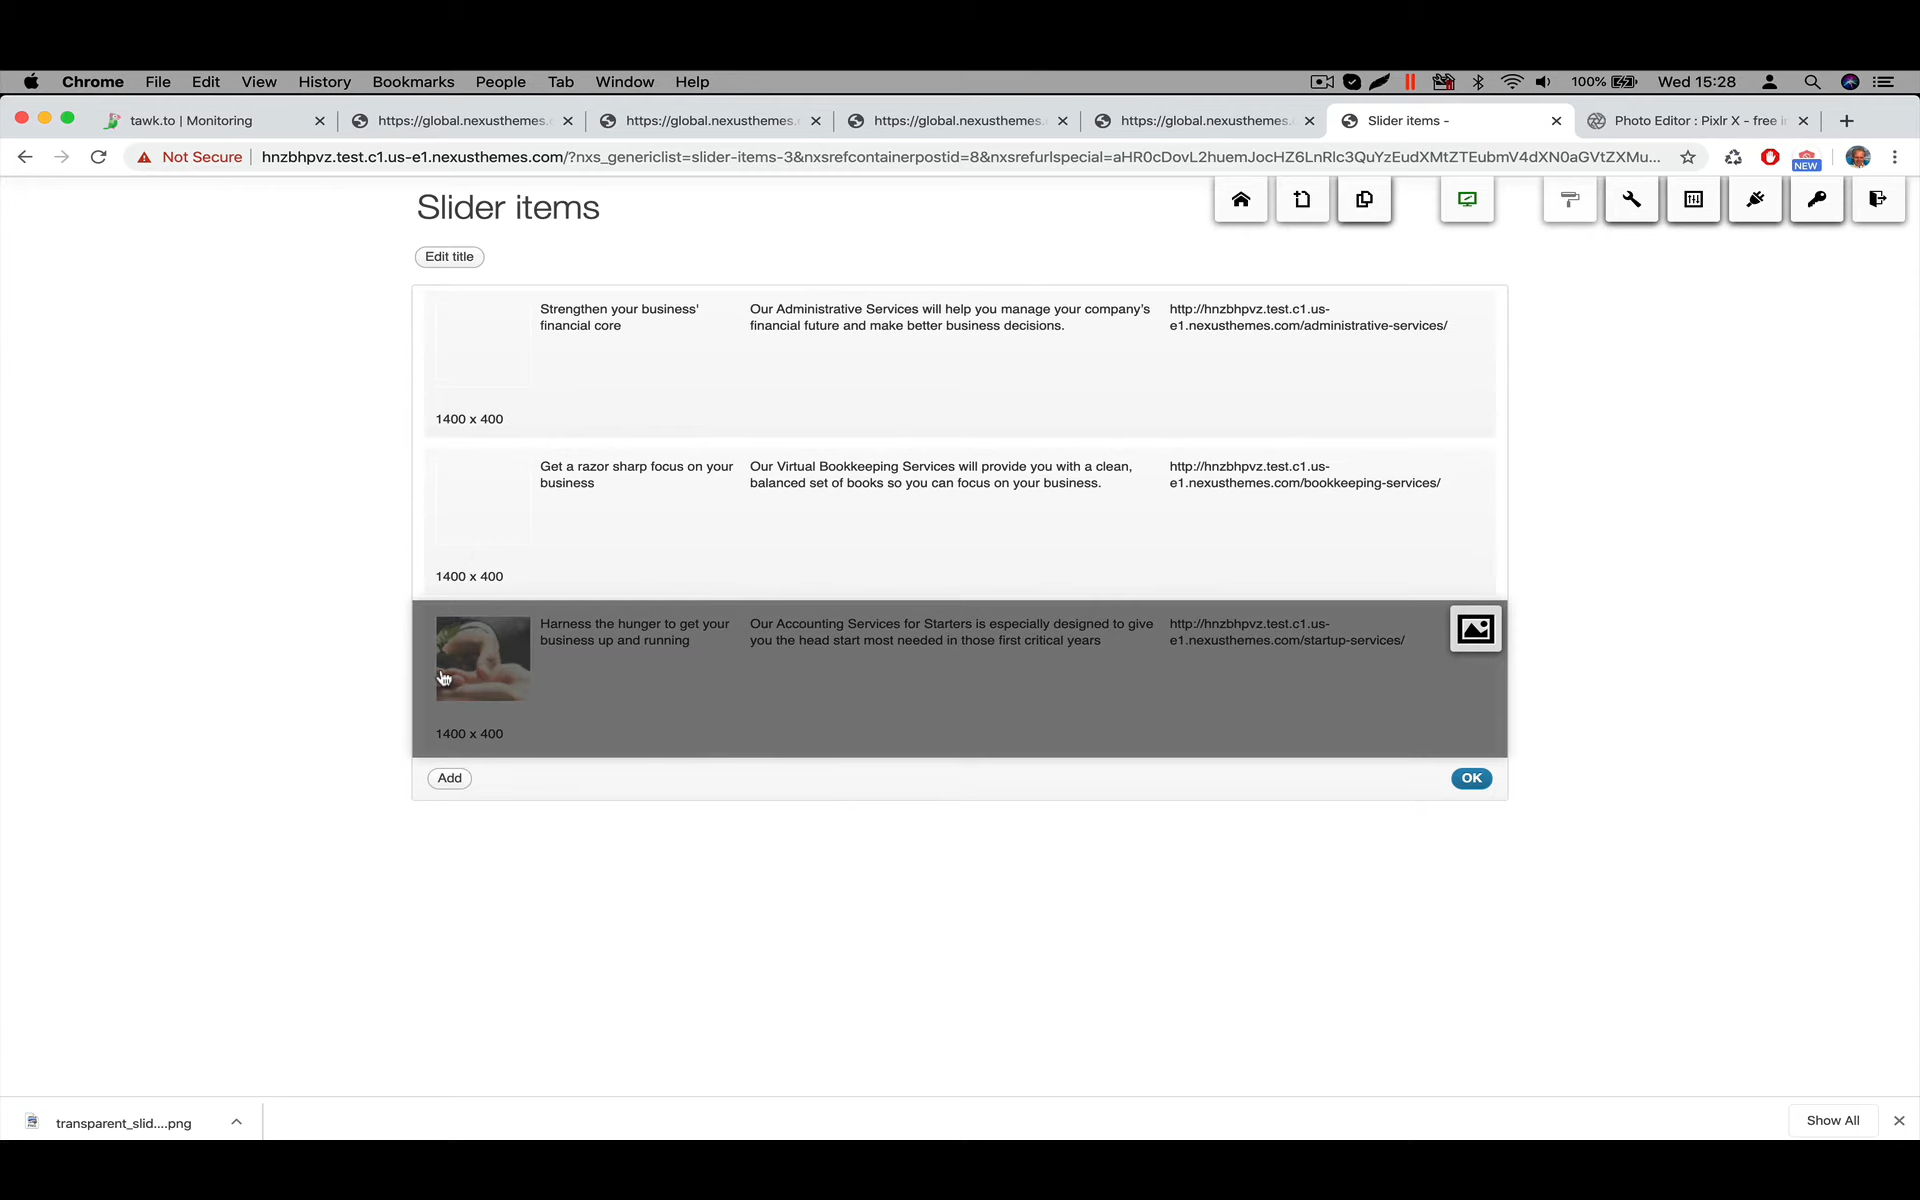 Chrome File Edit View History Bookmarks People Tab Window Help 100% Wed 15:28
tawk.to | Monitoring https://global.nexusthemes. https://global.nexusthemes. https://global.nexusthemes. https://global.nexusthemes. Slider items - Photo Editor : Pixlr X - free i
Not Secure hnzbhpvz.test.c1.us-e1.nexusthemes.com/?nxs_genericlist=slider-items-3&nxsrefcontainerpostid=8&nxsrefurlspecial=aHR0cDovL2huemJocHZ6LnRlc3QuYzEudXMtZTEubmV4dXN0aGVtZXMu... NEW
Slider items
Edit title
Strengthen your business' financial core
Our Administrative Services will help you manage your company's
financial future and make better business decisions.
http://hnzbhpvz.test.c1.us-
e1.nexusthemes.com/administrative-services/
1400 x 400
Get a razor sharp focus on your
business
Our Virtual Bookkeeping Services will provide you with a clean,
balanced set of books so you can focus on your business.
http://hnzbhpvz.test.c1.us-
e1.nexusthemes.com/bookkeeping-services/
1400 x 400
Harness the hunger to get your
business up and running
Our Accounting Services for Starters is especially designed to give
you the head start most needed in those first critical years
http://hnzbhpvz.test.c1.us-
e1.nexusthemes.com/startup-services/
1400 x 400
Add OK
transparent_slid....png Show All